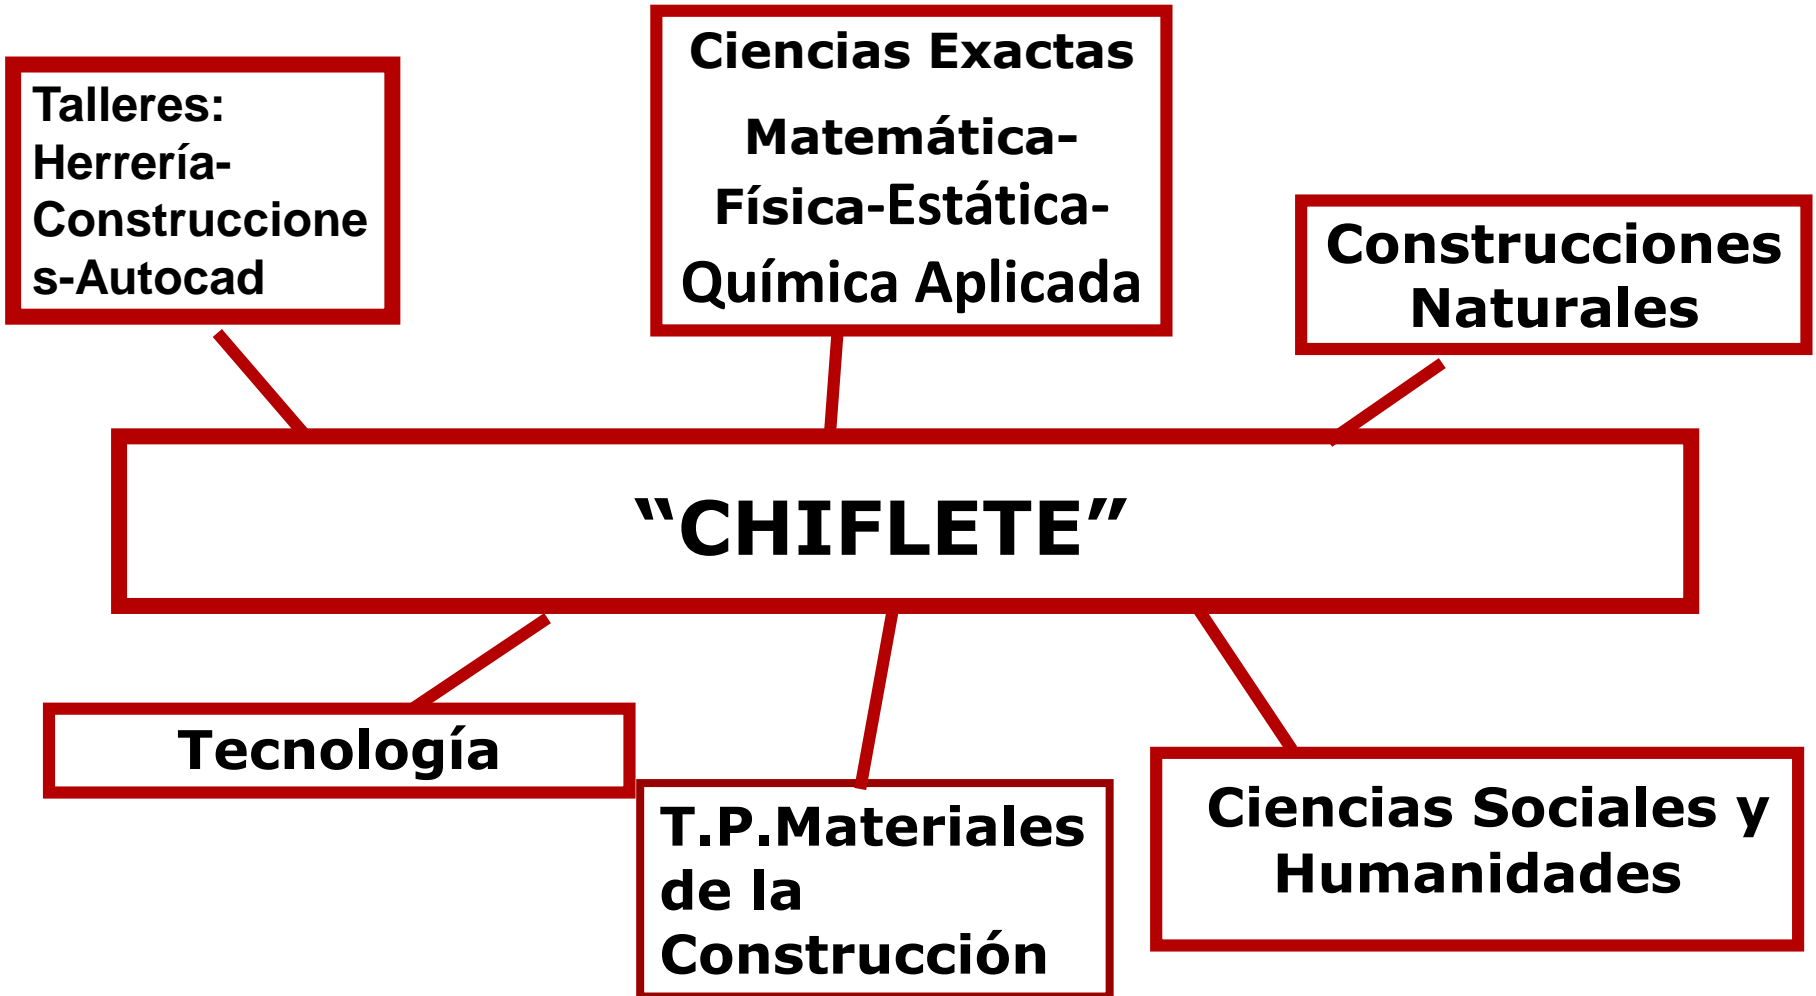 Talleres:
Herrería-
Construccione
s-Autocad
Ciencias Exactas
Matemática-
Física-Estática-
Química Aplicada
Construcciones
Naturales
“CHIFLETE”
Tecnología
T.P.Materiales
de la
Construcción
Ciencias Sociales y
Humanidades